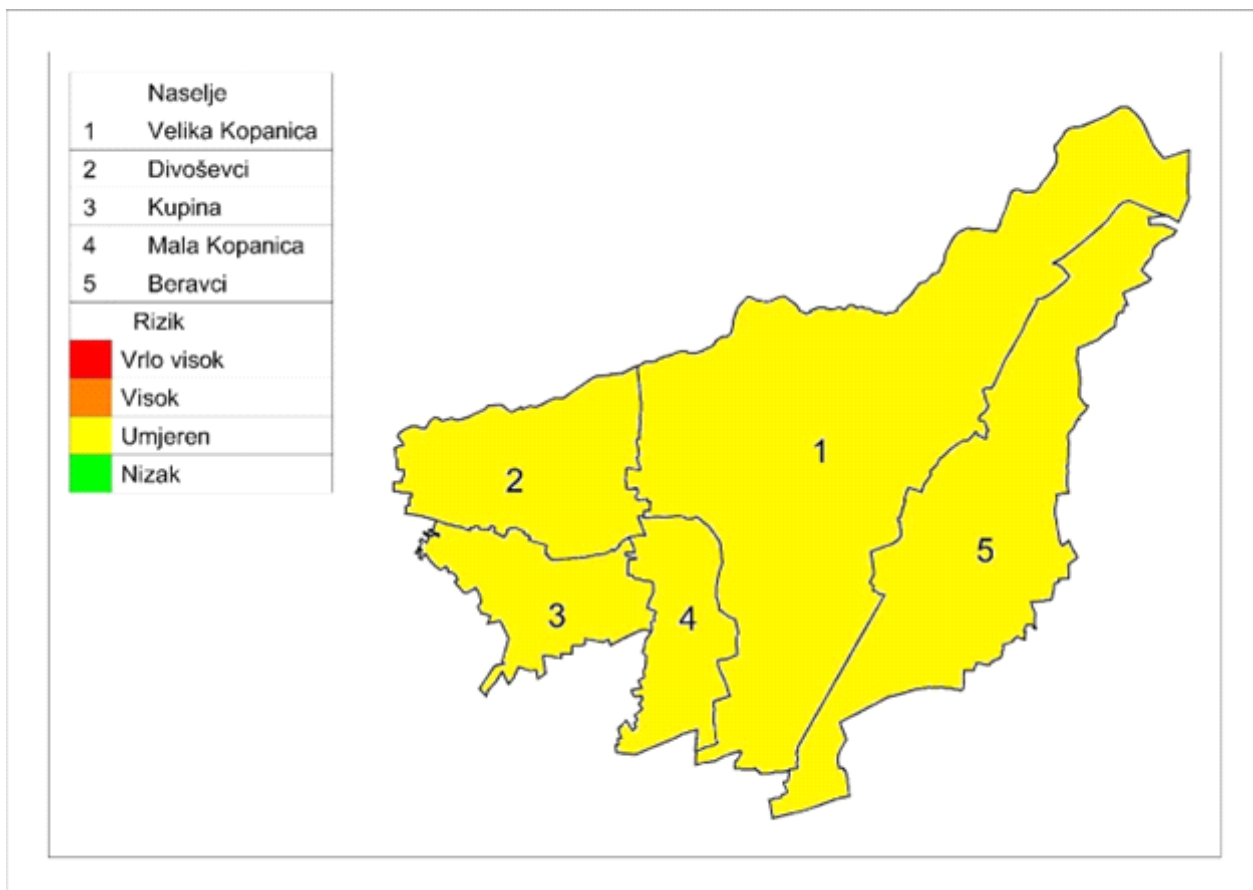 Naselje
1 Velika Kopanica
2 Divoševci
3 Kupina
4 Mala Kopanica
5 Beravci
Rizik
Vrlo visok
Visok
Umjeren
Nizak
1
2
5
3
4